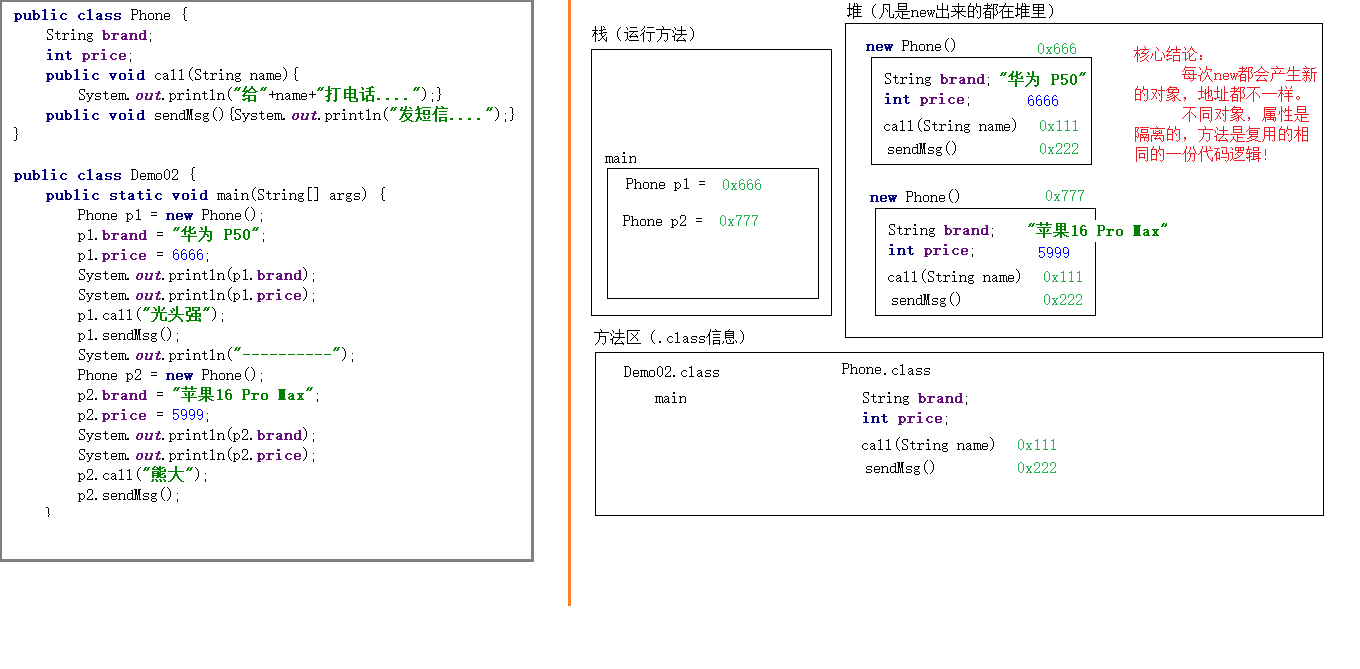 public class Phone {
String brand;
int price;
public void call(String name){
System.out.println("给"+name+"打电话....");}
public void sendMsg(){System.out.println("发短信....");}
}
public class Demo02 {
public static void main(String[] args) {
Phone p1 = new Phone();
p1.brand = "华为 P50";
p1.price = 6666;
System.out.println(p1.brand);
System.out.println(p1.price);
p1.call("光头强");
p1.sendMsg();
System.out.println("----------");
Phone p2 = new Phone();
p2.brand = "苹果16 Pro Max";
p2.price = 5999;
System.out.println(p2.brand);
System.out.println(p2.price);
p2.call("熊大");
p2.sendMsg();
}
栈（运行方法）
main
Phone p1 = 0x666
Phone p2 = 0x777
堆（凡是new出来的都在堆里）
new Phone() 0x666
String brand; "华为 P50"
int price; 6666
call(String name) 0x111
sendMsg() 0x222
new Phone() 0x777
String brand; "苹果16 Pro Max"
int price; 5999
call(String name) 0x111
sendMsg() 0x222
核心结论：
每次new都会产生新
的对象，地址都不一样。
不同对象，属性是
隔离的，方法是复用的相
同的一份代码逻辑！
方法区（.class信息）
Demo02.class
main
Phone.class
String brand;
int price;
call(String name) 0x111
sendMsg() 0x222